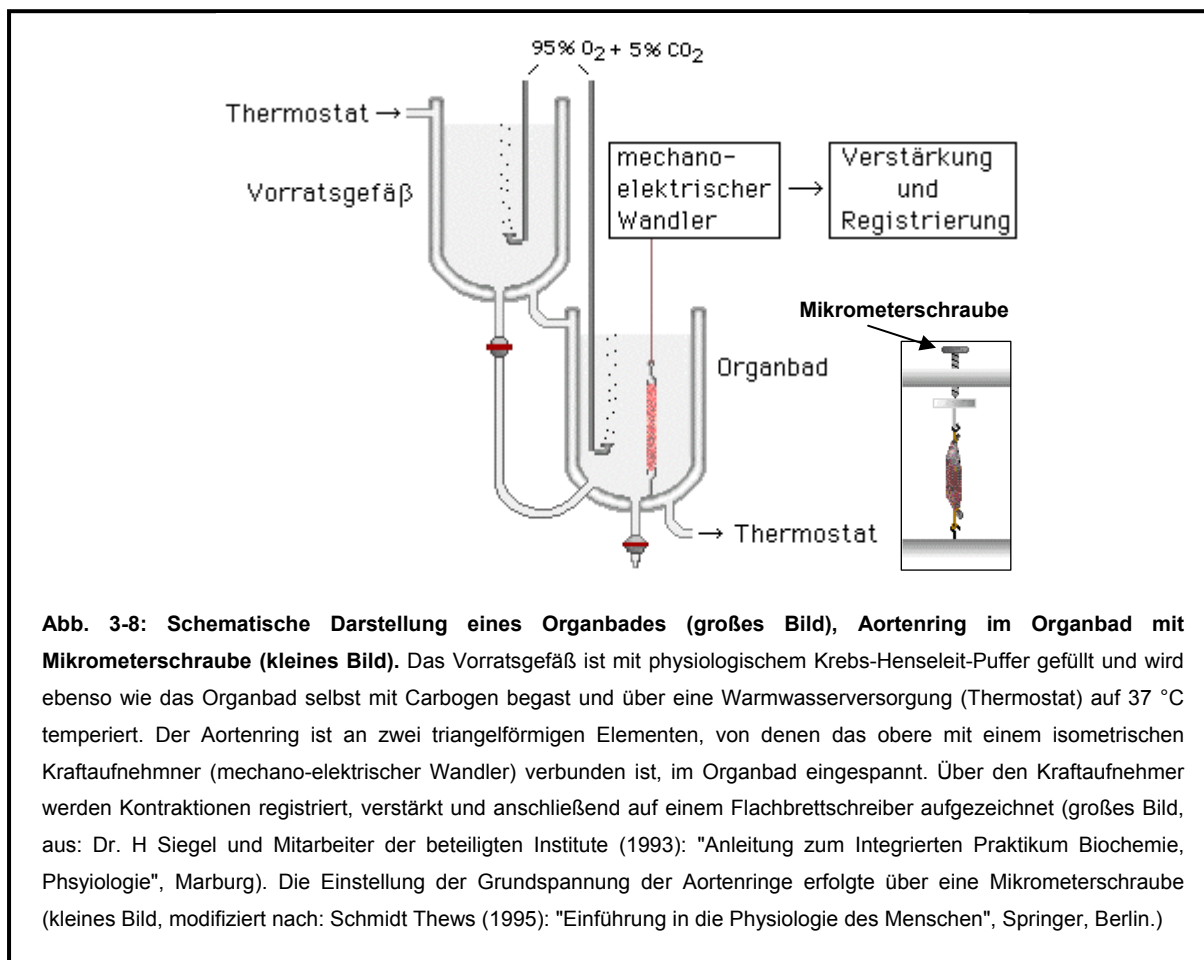 95% O2 + 5% CO2
Thermostat →
Vorratsgefäß
mechano-
elektrischer
Wandler
→
Verstärkung
und
Registrierung
Mikrometerschraube
Organbad
→ Thermostat
Abb. 3-8: Schematische Darstellung eines Organbades (großes Bild), Aortenring im Organbad mit
Mikrometerschraube (kleines Bild). Das Vorratsgefäß ist mit physiologischem Krebs-Henseleit-Puffer gefüllt und wird
ebenso wie das Organbad selbst mit Carbogen begast und über eine Warmwasserversorgung (Thermostat) auf 37 °C
temperiert. Der Aortenring ist an zwei triangelförmigen Elementen, von denen das obere mit einem isometrischen
Kraftaufnehmner (mechano-elektrischer Wandler) verbunden ist, im Organbad eingespannt. Über den Kraftaufnehmer
werden Kontraktionen registriert, verstärkt und anschließend auf einem Flachbrettschreiber aufgezeichnet (großes Bild,
aus: Dr. H Siegel und Mitarbeiter der beteiligten Institute (1993): "Anleitung zum Integrierten Praktikum Biochemie,
Phsyiologie", Marburg). Die Einstellung der Grundspannung der Aortenringe erfolgte über eine Mikrometerschraube
(kleines Bild, modifiziert nach: Schmidt Thews (1995): "Einführung in die Physiologie des Menschen", Springer, Berlin.)